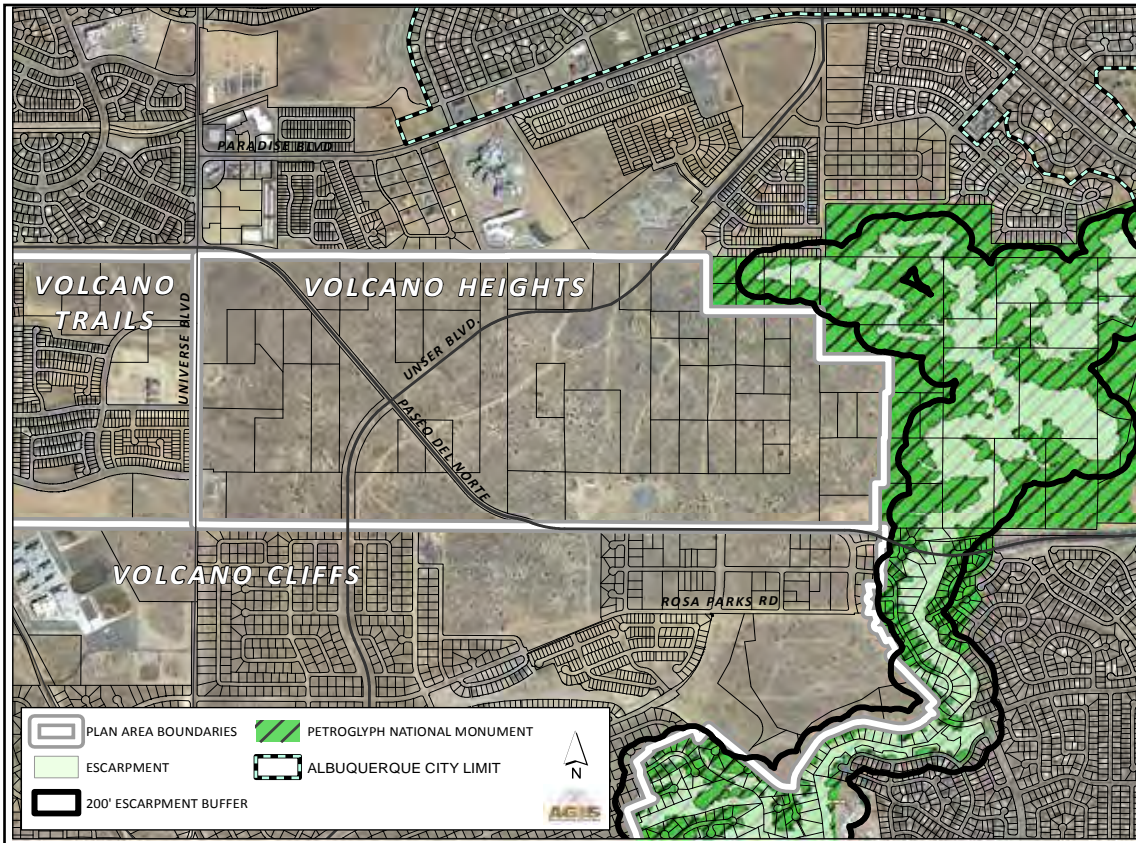 PARADISE BLVD
VOLCANO
TRAILS
UNIVERSE BLVD
VOLCANO HEIGHTS
UNSER BLVD.
PASEO DEL NORTE
VOLCANO CLIFFS
ROSA PARKS RD
PLAN AREA BOUNDARIES
PETROGLYPH NATIONAL MONUMENT
ESCARPMENT
ALBUQUERQUE CITY LIMIT
200' ESCARPMENT BUFFER
N
AGIS